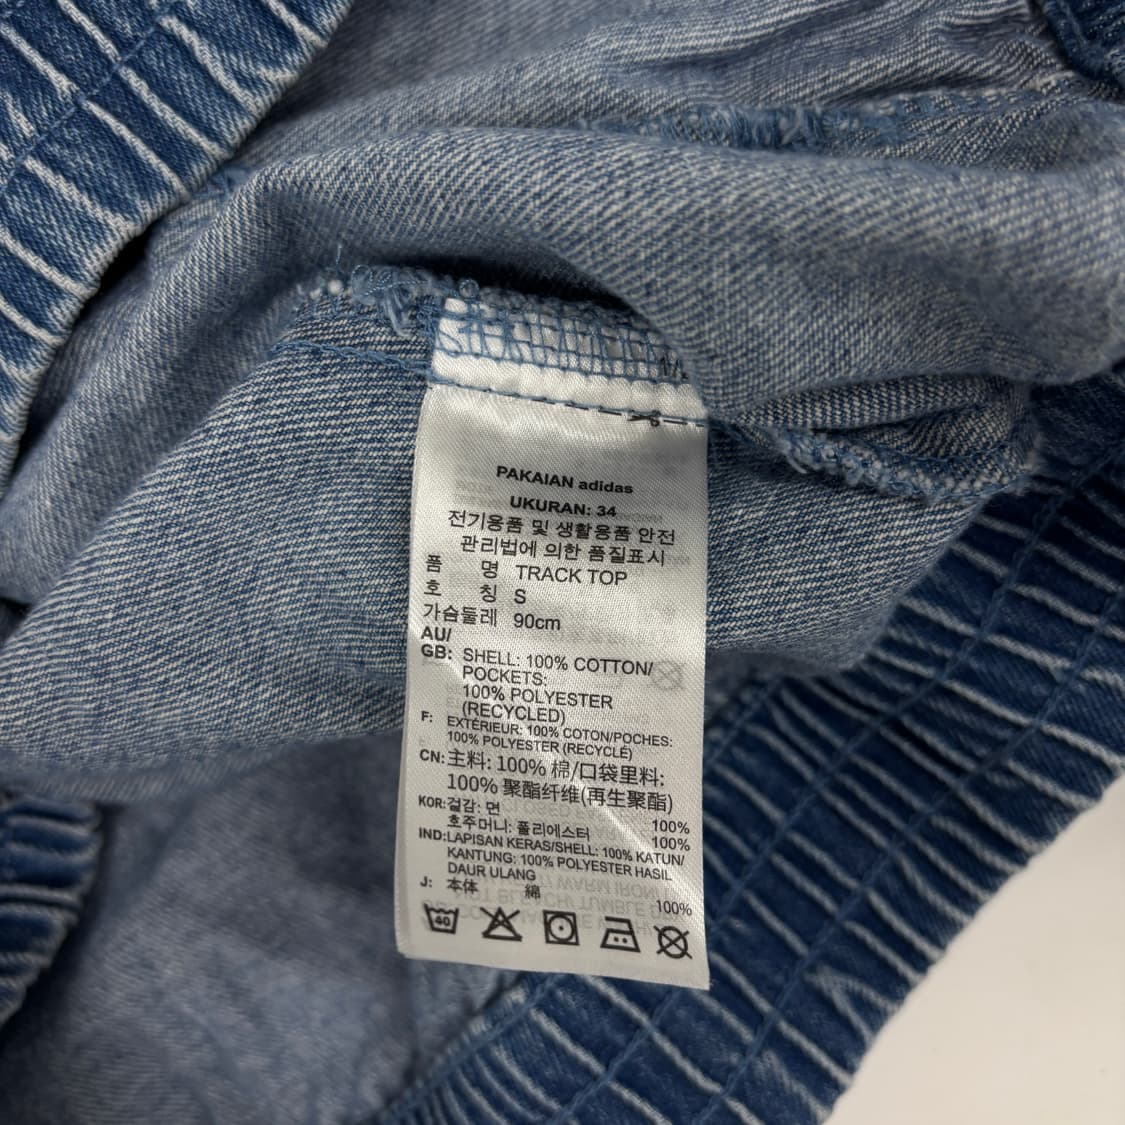 PAKAIAN adidas
UKURAN: 34
전기용품 및 생활용품 안전
관리법에 의한 품질표시
품 명 TRACK TOP
호 칭 S
가슴둘레 90cm
AU/
GB: SHELL: 100% COTTON/
POCKETS:
100% POLYESTER
(RECYCLED)
F: EXTÉRIEUR: 100% COTON/POCHES:
100% POLYESTER (RECYCLÉ)
CN: 主料: 100% 棉/口袋里料:
100% 聚酯纤维(再生聚酯)
KOR: 겉감: 면 100%
호주머니: 폴리에스터 100%
IND: LAPISAN KERAS/SHELL: 100% KATUN/
KANTUNG: 100% POLYESTER HASIL
DAUR ULANG
J: 本体 綿 100%
40